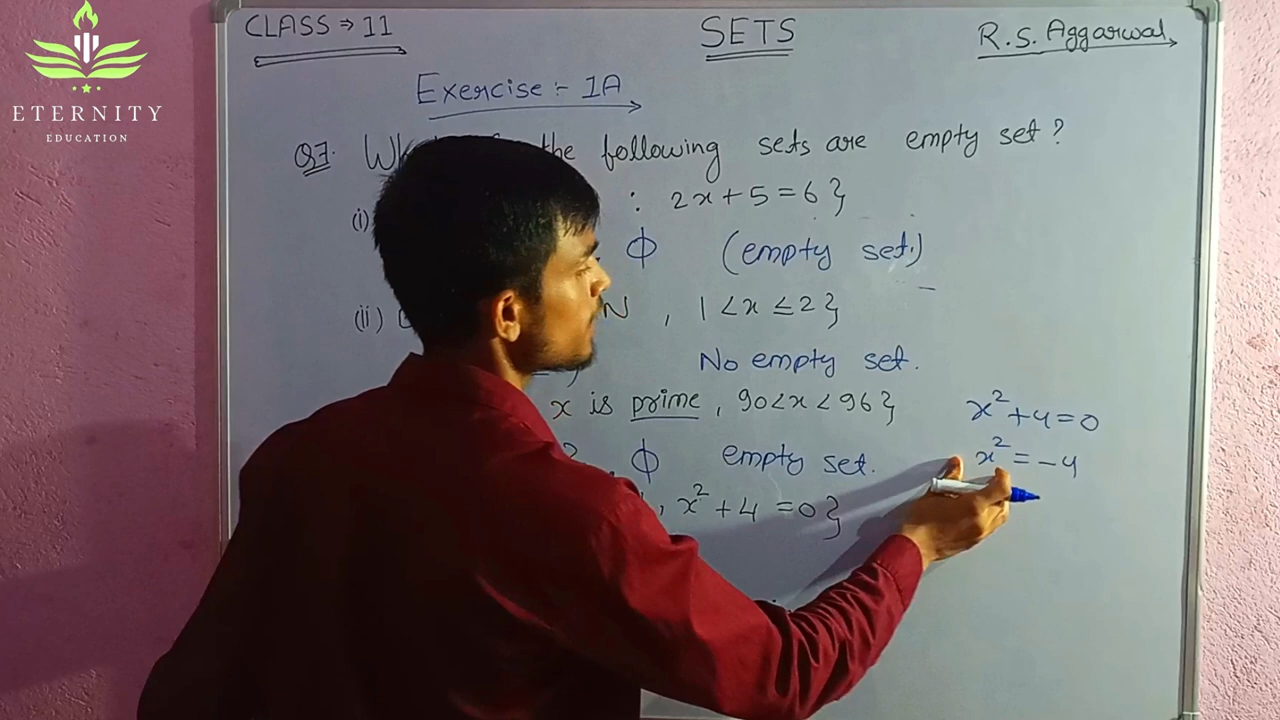 CLASS ⇒ 11
SETS
R.S. Aggarwal
ETERNITY
EDUCATION
Exercise :- 1A
Q7. the following sets are empty set?
(i) : 2x+5=6}
Φ (empty set.)
(ii) N , 1<x≤2}
No empty set.
x is prime, 90<x<96}
Φ empty set.
, x²+4=0}
x²+4=0
x²=-4